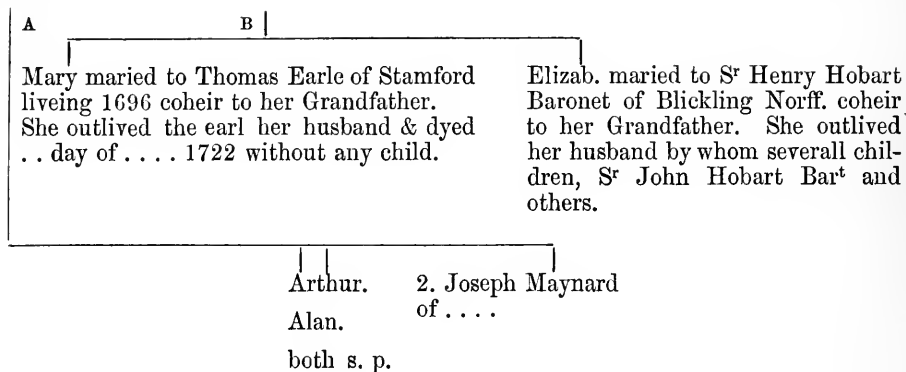 A B
Mary maried to Thomas Earle of Stamford
liveing 1696 coheir to her Grandfather.
She outlived the earl her husband & dyed
. . day of . . . . 1722 without any child.
Elizab. maried to Sʳ Henry Hobart
Baronet of Blickling Norff. coheir
to her Grandfather. She outlived
her husband by whom severall chil-
dren, Sʳ John Hobart Barᵗ and
others.
Arthur.
Alan.
both s. p.
2. Joseph Maynard
of . . . .